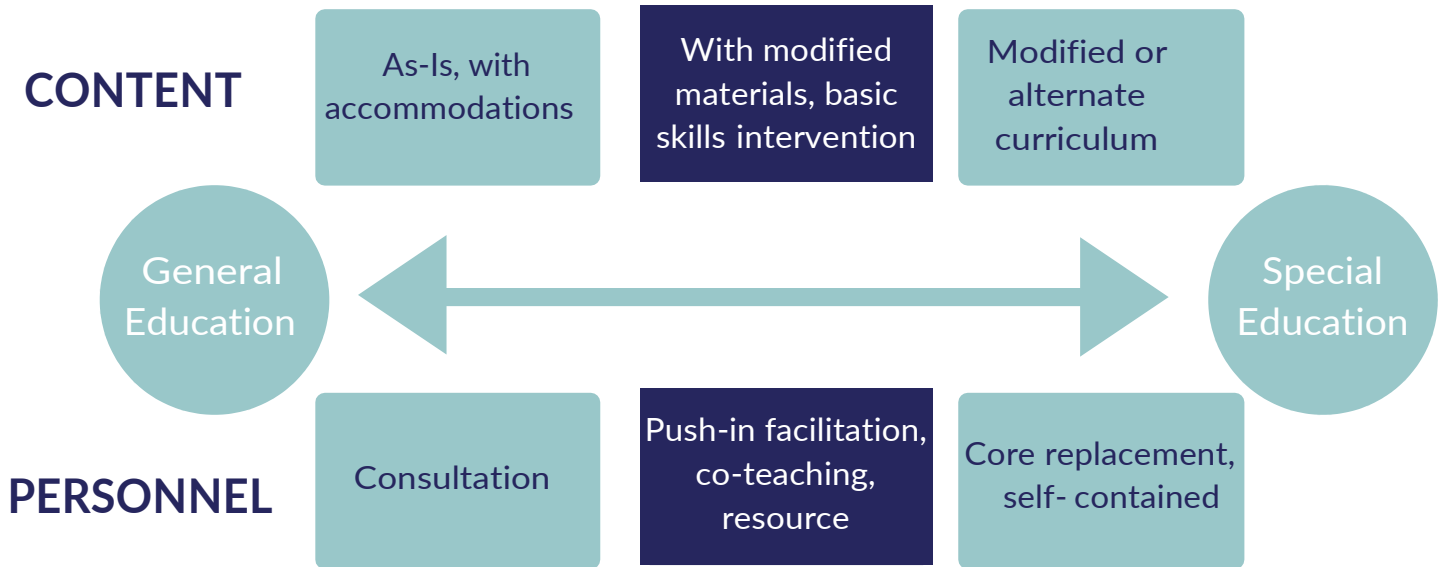 CONTENT
As-Is, with
accommodations
With modified
materials, basic
skills intervention
Modified or
alternate
curriculum
General
Education
Special
Education
PERSONNEL
Consultation
Push-in facilitation,
co-teaching,
resource
Core replacement,
self- contained